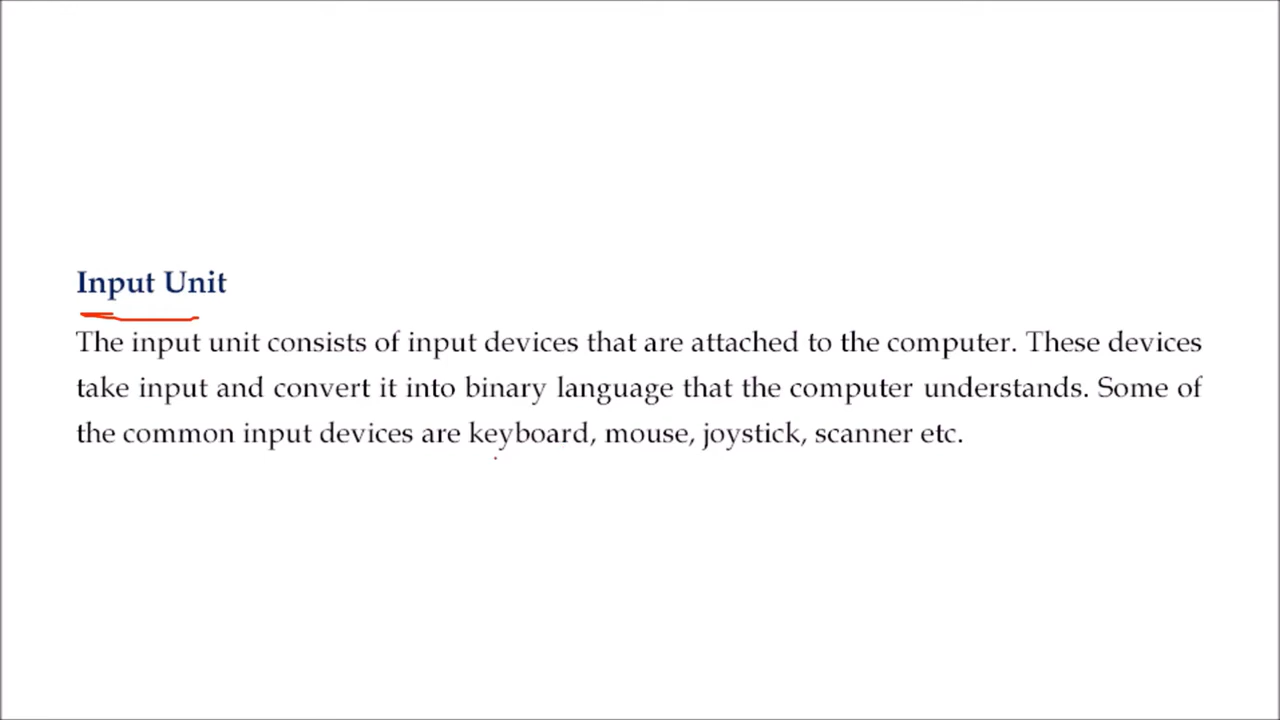 Input Unit
The input unit consists of input devices that are attached to the computer. These devices
take input and convert it into binary language that the computer understands. Some of
the common input devices are keyboard, mouse, joystick, scanner etc.